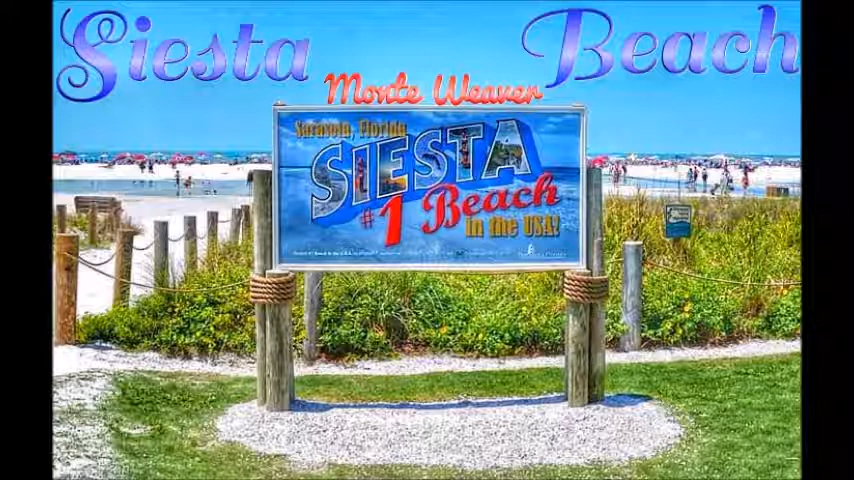 Siesta Beach
Monte Weaver
Sarasota, Florida
SIESTA
#1 Beach
in the USA!